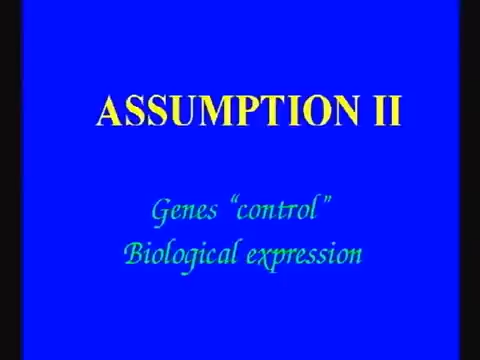 ASSUMPTION II
Genes “control”
Biological expression